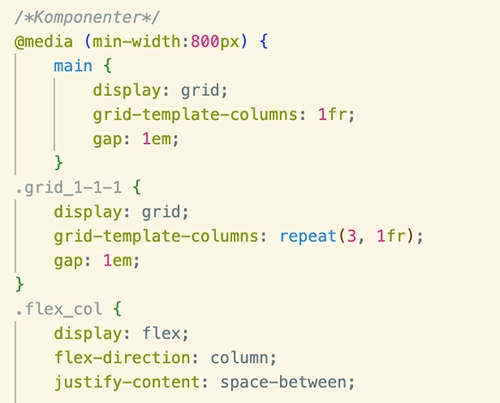 /*Komponenter*/
@media (min-width:800px) {
    main {
        display: grid;
        grid-template-columns: 1fr;
        gap: 1em;
    }
.grid_1-1-1 {
    display: grid;
    grid-template-columns: repeat(3, 1fr);
    gap: 1em;
}
.flex_col {
    display: flex;
    flex-direction: column;
    justify-content: space-between;